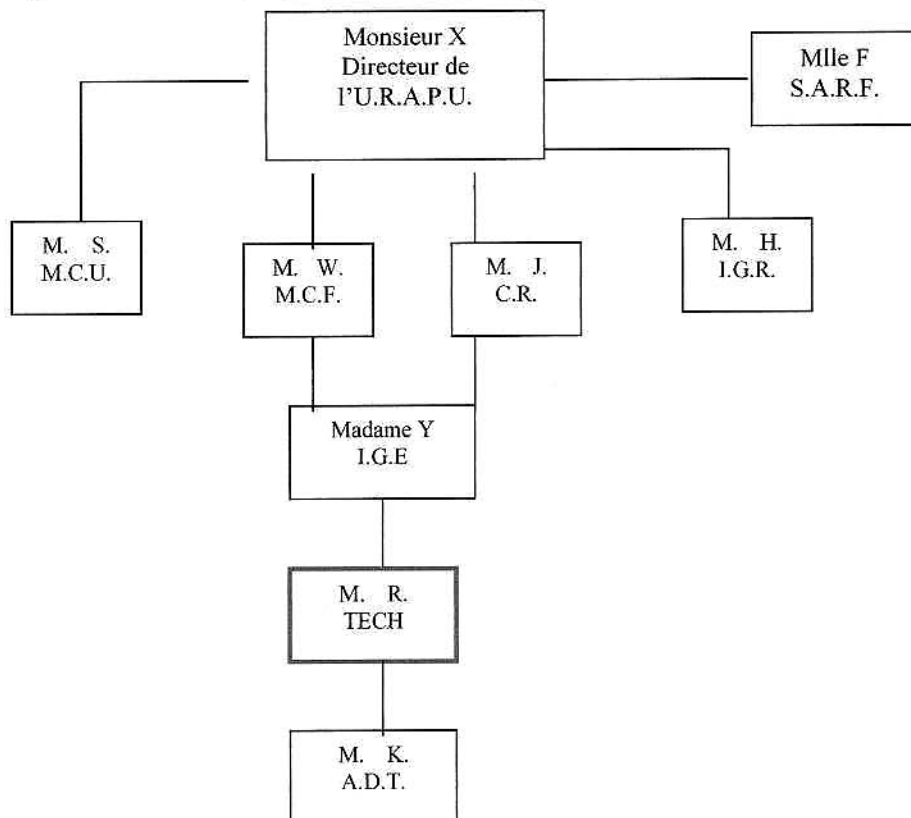 Monsieur X
Directeur de
l'U.R.A.P.U.
Mlle F
S.A.R.F.
M. S.
M.C.U.
M. W.
M.C.F.
M. J.
C.R.
M. H.
I.G.R.
Madame Y
I.G.E
M. R.
TECH
M. K.
A.D.T.